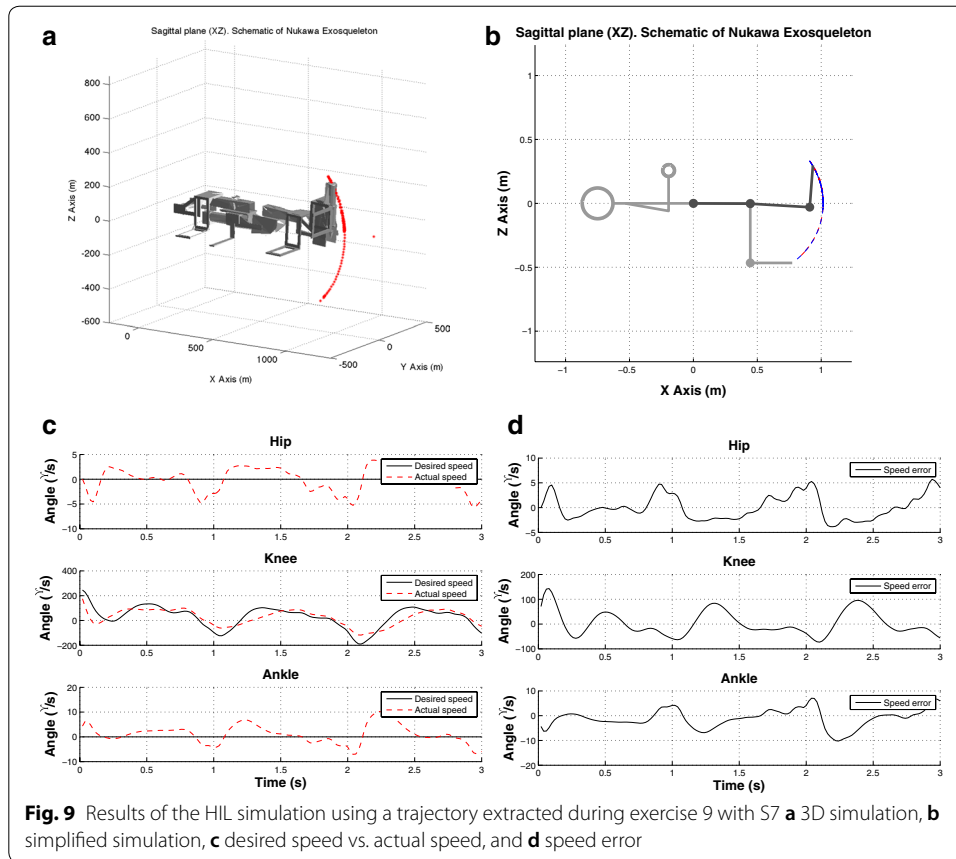 a
Sagittal plane (XZ). Schematic of Nukawa Exosqueleton
800
600
400
200
0
-200
-400
-600
Z Axis (m)
0
500
1000
X Axis (m)
-500
0
500
Y Axis (m)
b
Sagittal plane (XZ). Schematic of Nukawa Exosqueleton
1
0.5
0
−0.5
−1
Z Axis (m)
−1
−0.5
0
0.5
1
X Axis (m)
c
Hip
Desired speed
Actual speed
Angle (ϒ/s)
5
0
−5
−10
0 0.5 1 1.5 2 2.5 3
Knee
Desired speed
Actual speed
Angle (ϒ/s)
400
200
0
−200
0 0.5 1 1.5 2 2.5 3
Ankle
Desired speed
Actual speed
Angle (ϒ/s)
20
10
0
−10
0 0.5 1 1.5 2 2.5 3
Time (s)
d
Hip
Speed error
Angle (ϒ/s)
10
5
0
−5
0 0.5 1 1.5 2 2.5 3
Knee
Speed error
Angle (ϒ/s)
200
100
0
−100
0 0.5 1 1.5 2 2.5 3
Ankle
Speed error
Angle (ϒ/s)
10
0
−10
−20
0 0.5 1 1.5 2 2.5 3
Time (s)
Fig. 9 Results of the HIL simulation using a trajectory extracted during exercise 9 with S7 a 3D simulation, b
simplified simulation, c desired speed vs. actual speed, and d speed error